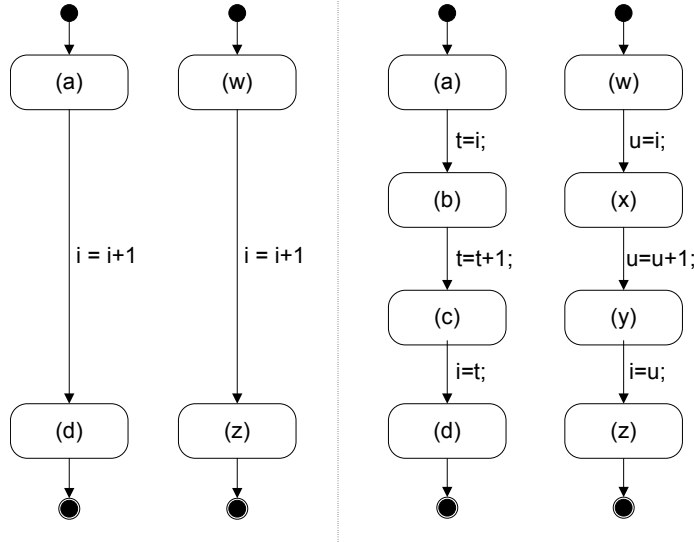 (a)
(w)
i = i+1
i = i+1
(d)
(z)
(a)
(w)
t=i;
u=i;
(b)
(x)
t=t+1;
u=u+1;
(c)
(y)
i=t;
i=u;
(d)
(z)